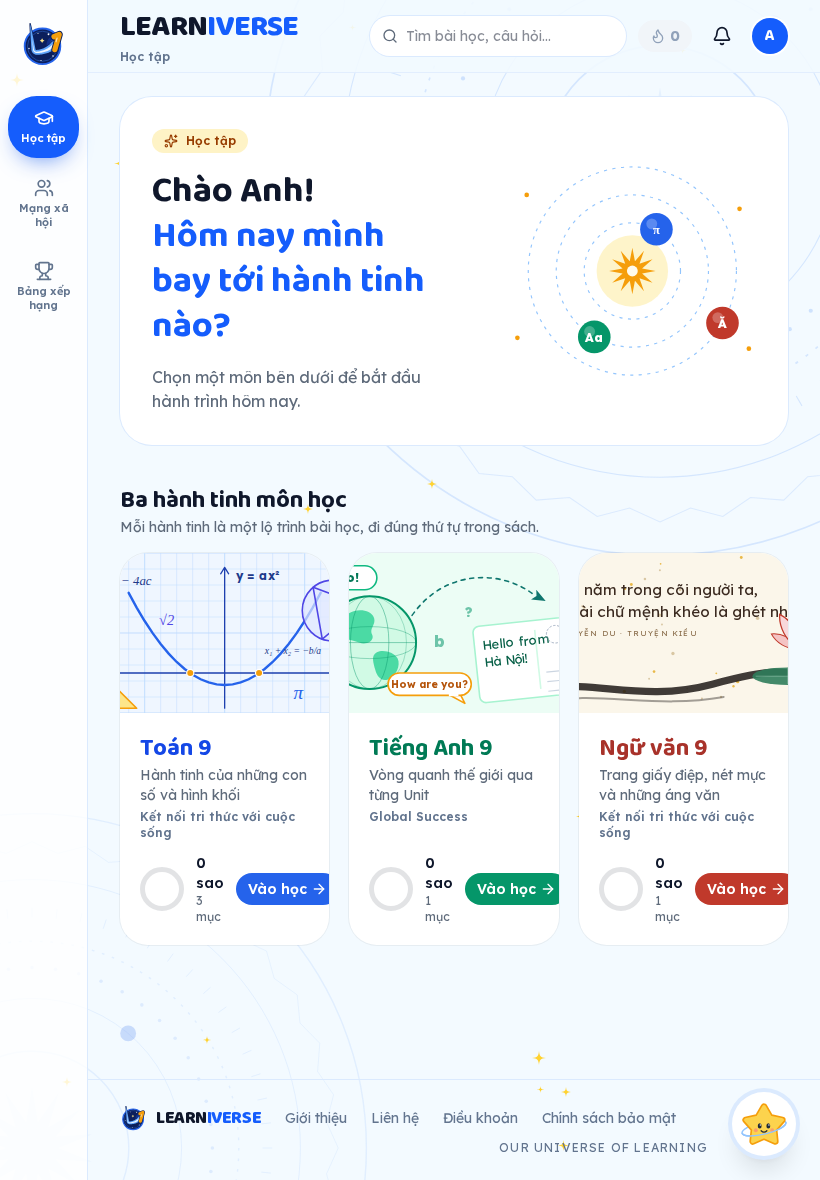 LEARNIVERSE
Học tập
Tìm bài học, câu hỏi...
0
A
Học tập
Mạng xã
hội
Bảng xếp
hạng
Học tập
Chào Anh!
Hôm nay mình
bay tới hành tinh
nào?
Chọn một môn bên dưới để bắt đầu
hành trình hôm nay.
π
Aa
Ă
Ba hành tinh môn học
Mỗi hành tinh là một lộ trình bài học, đi đúng thứ tự trong sách.
− 4ac
y = ax²
√2
x₁ + x₂ = −b/a
π
Toán 9
Hành tinh của những con
số và hình khối
Kết nối tri thức với cuộc
sống
0
sao
3
mục
Vào học
o!
?
b
Hello from
Hà Nội!
How are you?
Tiếng Anh 9
Vòng quanh thế giới qua
từng Unit
Global Success
0
sao
1
mục
Vào học
năm trong cõi người ta,
ài chữ mệnh khéo là ghét nh
YỄN DU · TRUYỆN KIỀU
Ngữ văn 9
Trang giấy điệp, nét mực
và những áng văn
Kết nối tri thức với cuộc
sống
0
sao
1
mục
Vào học
LEARNIVERSE
Giới thiệu
Liên hệ
Điều khoản
Chính sách bảo mật
OUR UNIVERSE OF LEARNING